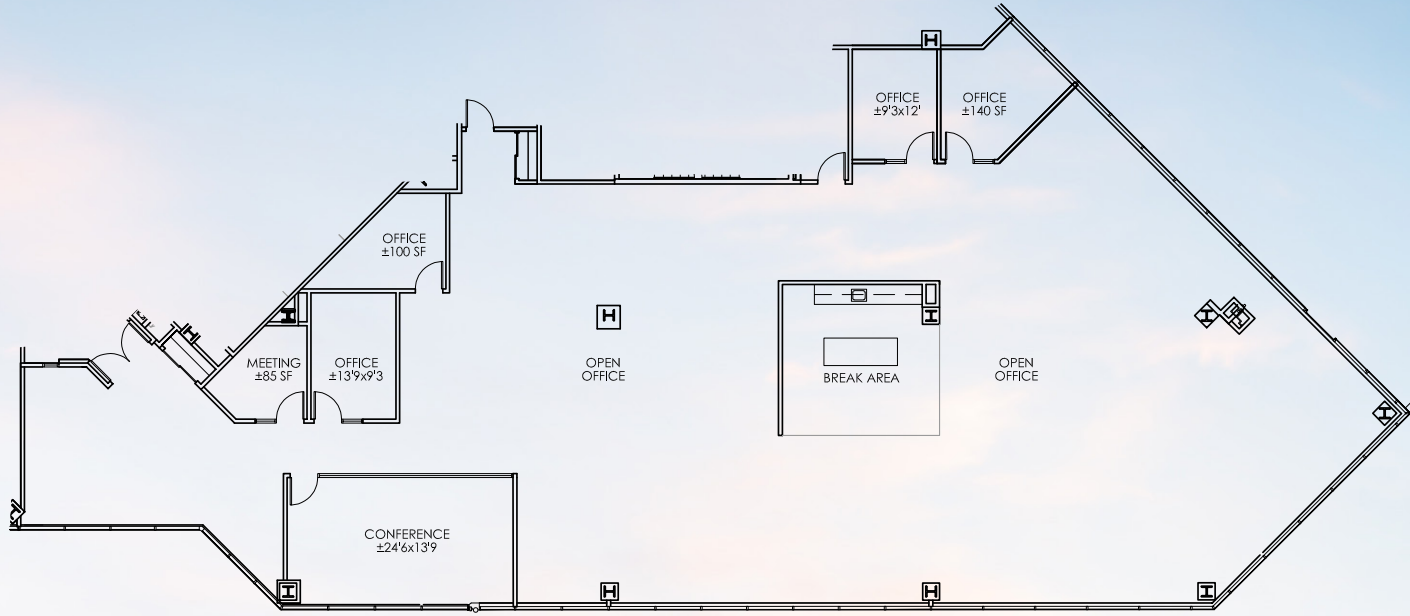 OFFICE
±9'3x12'
OFFICE
±140 SF
OFFICE
±100 SF
MEETING
±85 SF
OFFICE
±13'9x9'3
OPEN
OFFICE
BREAK AREA
OPEN
OFFICE
CONFERENCE
±24'6x13'9